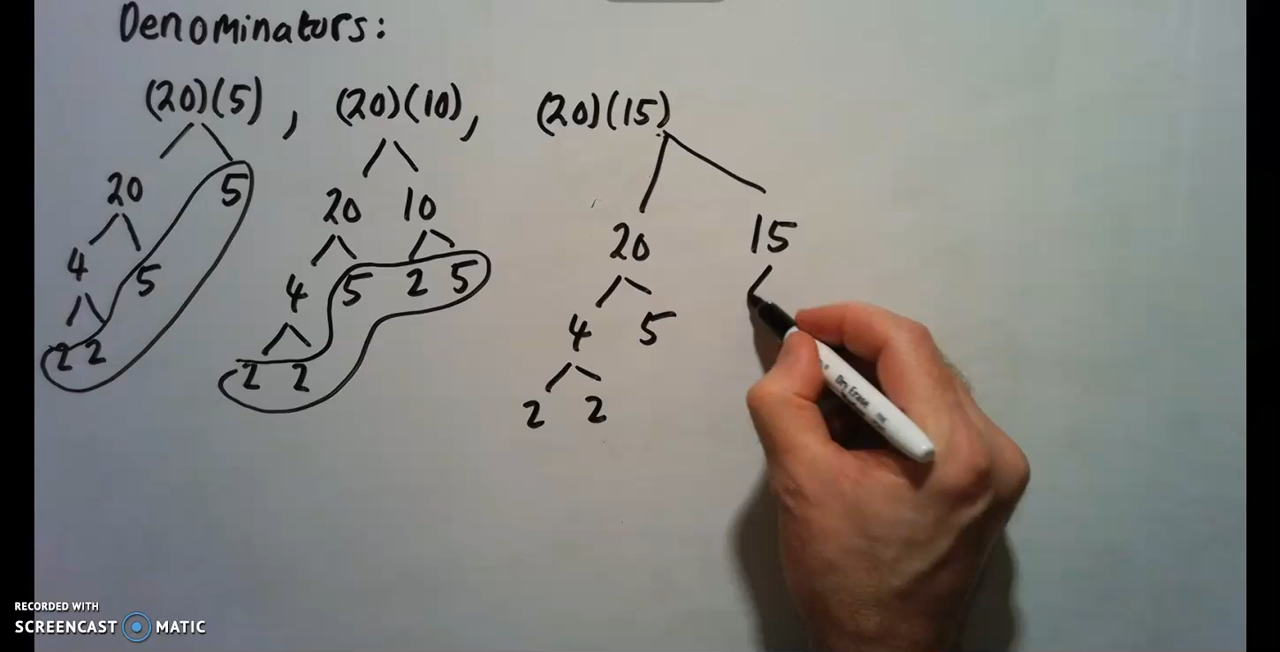 Denominators:
(20)(5), (20)(10), (20)(15)
20 5 20 10 20 15
4 5 4 5 2 5 4 5
2 2 2 2 2 2
Dry Erase
RECORDED WITH
SCREENCAST MATIC